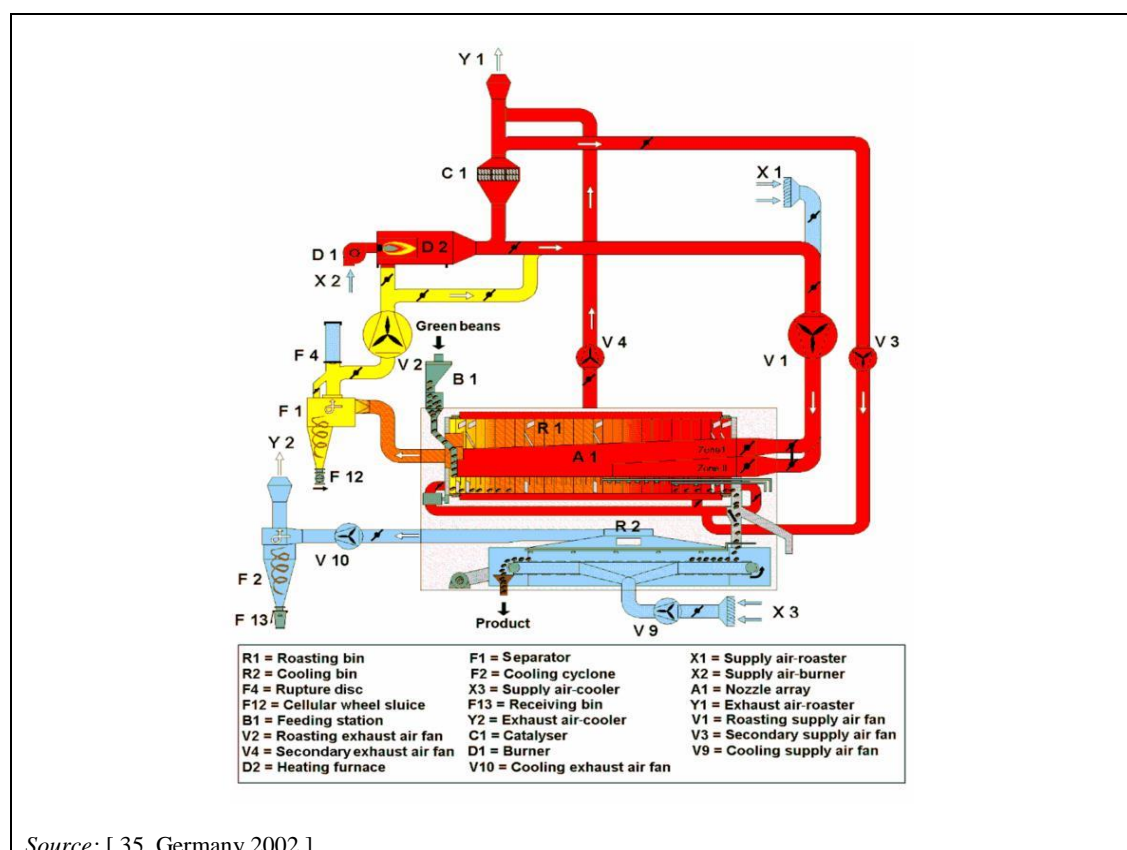 Y 1
C 1
X 1
D 1
D 2
X 2
Green beans
F 4
V 2
V 4
V 1
V 3
B 1
F 1
R 1
Y 2
A 1
F 12
R 2
V 10
F 2
F 13
Product
V 9
X 3
R1 = Roasting bin
R2 = Cooling bin
F4 = Rupture disc
F12 = Cellular wheel sluice
B1 = Feeding station
V2 = Roasting exhaust air fan
V4 = Secondary exhaust air fan
D2 = Heating furnace
F1 = Separator
F2 = Cooling cyclone
X3 = Supply air-cooler
F13 = Receiving bin
Y2 = Exhaust air-cooler
C1 = Catalyser
D1 = Burner
V10 = Cooling exhaust air fan
X1 = Supply air-roaster
X2 = Supply air-burner
A1 = Nozzle array
Y1 = Exhaust air-roaster
V1 = Roasting supply air fan
V3 = Secondary supply air fan
V9 = Cooling supply air fan
Source: [ 35, Germany 2002 ]